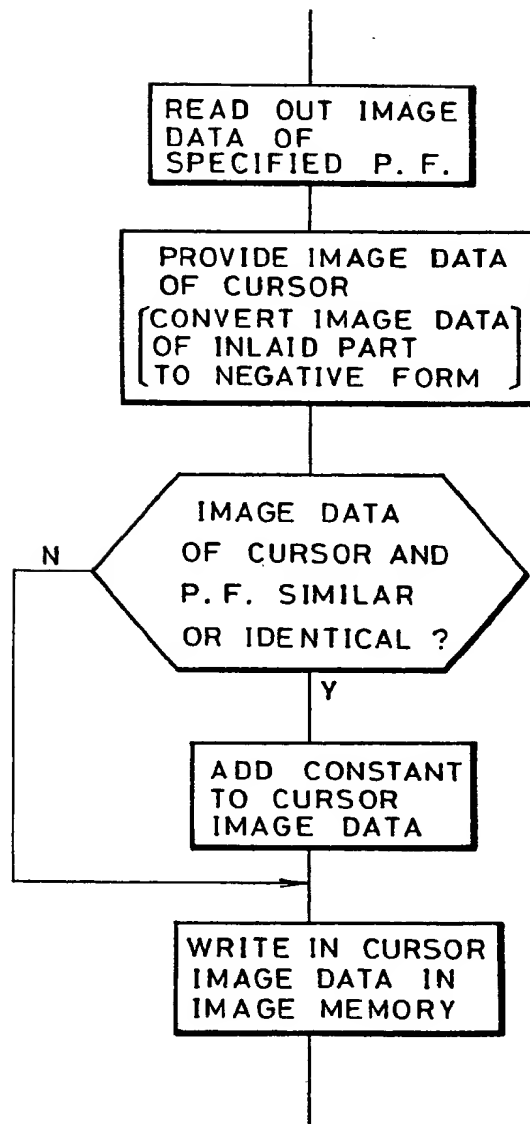 READ OUT IMAGE
DATA OF
SPECIFIED P. F.
PROVIDE IMAGE DATA
OF CURSOR
[CONVERT IMAGE DATA
OF INLAID PART
TO NEGATIVE FORM]
IMAGE DATA
OF CURSOR AND
P. F. SIMILAR
OR IDENTICAL ?
N
Y
ADD CONSTANT
TO CURSOR
IMAGE DATA
WRITE IN CURSOR
IMAGE DATA IN
IMAGE MEMORY